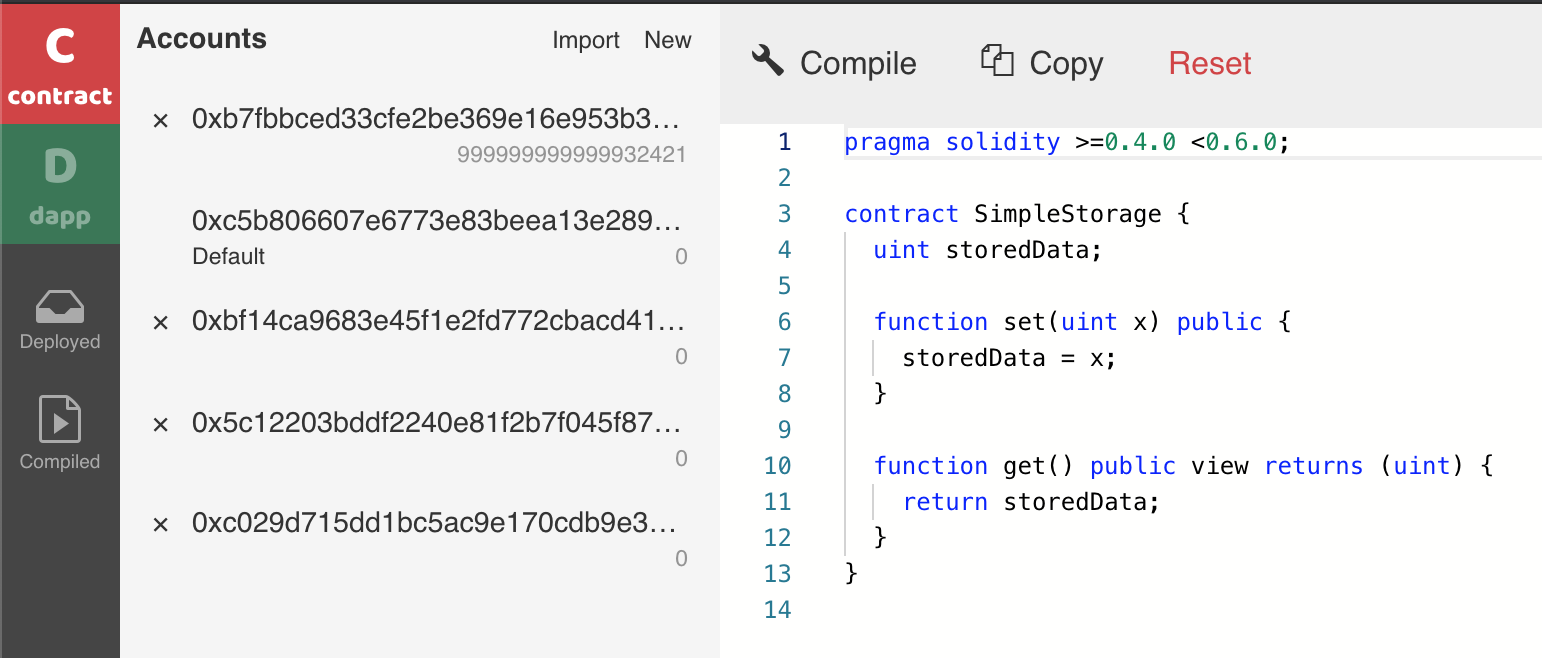 C
contract
D
dapp
Deployed
Compiled
Accounts
Import New
× 0xb7fbbced33cfe2be369e16e953b3...
999999999999932421
0xc5b806607e6773e83beea13e289...
Default 0
× 0xbf14ca9683e45f1e2fd772cbacd41...
0
× 0x5c12203bddf2240e81f2b7f045f87...
0
× 0xc029d715dd1bc5ac9e170cdb9e3...
0
Compile Copy Reset
1 pragma solidity >=0.4.0 <0.6.0;
2
3 contract SimpleStorage {
4   uint storedData;
5
6   function set(uint x) public {
7     storedData = x;
8   }
9
10   function get() public view returns (uint) {
11     return storedData;
12   }
13 }
14